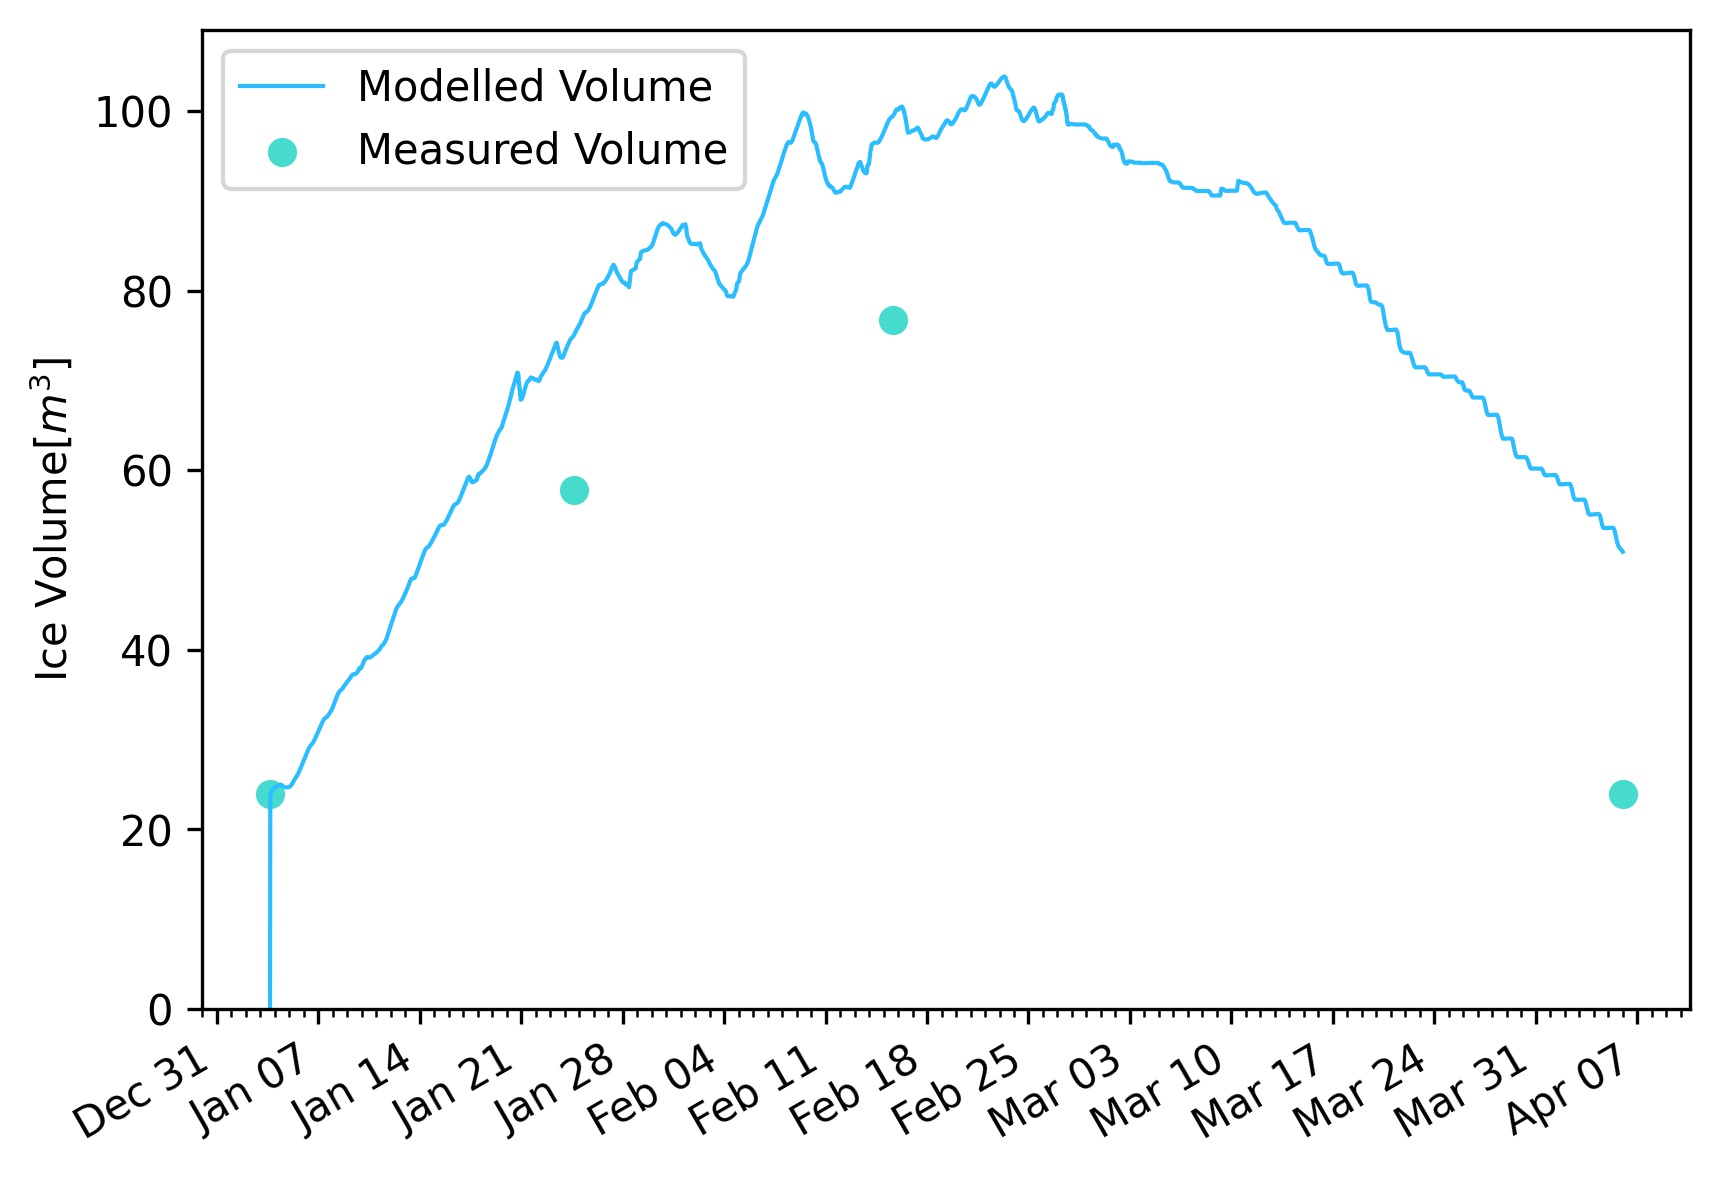 Modelled Volume
Measured Volume
Ice Volume[m³]
100
80
60
40
20
0
Dec 31
Jan 07
Jan 14
Jan 21
Jan 28
Feb 04
Feb 11
Feb 18
Feb 25
Mar 03
Mar 10
Mar 17
Mar 24
Mar 31
Apr 07